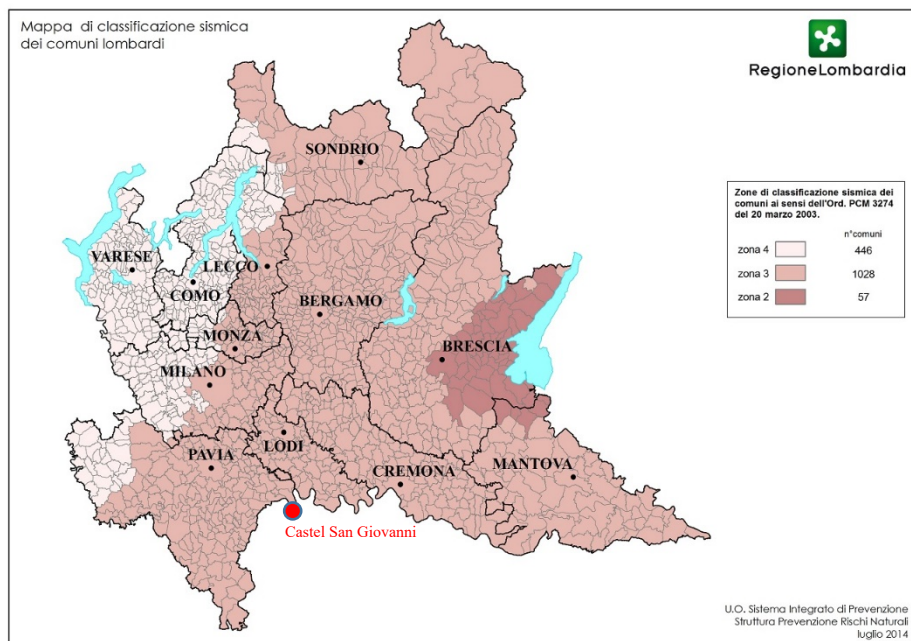 Mappa di classificazione sismica
dei comuni lombardi
RegioneLombardia
SONDRIO
VARESE
LECCO
COMO
BERGAMO
MONZA
BRESCIA
MILANO
LODI
PAVIA
CREMONA
MANTOVA
Castel San Giovanni
Zone di classificazione sismica dei
comuni ai sensi dell'Ord. PCM 3274
del 20 marzo 2003.
n°comuni
zona 4 446
zona 3 1028
zona 2 57
U.O. Sistema Integrato di Prevenzione
Struttura Prevenzione Rischi Naturali
luglio 2014